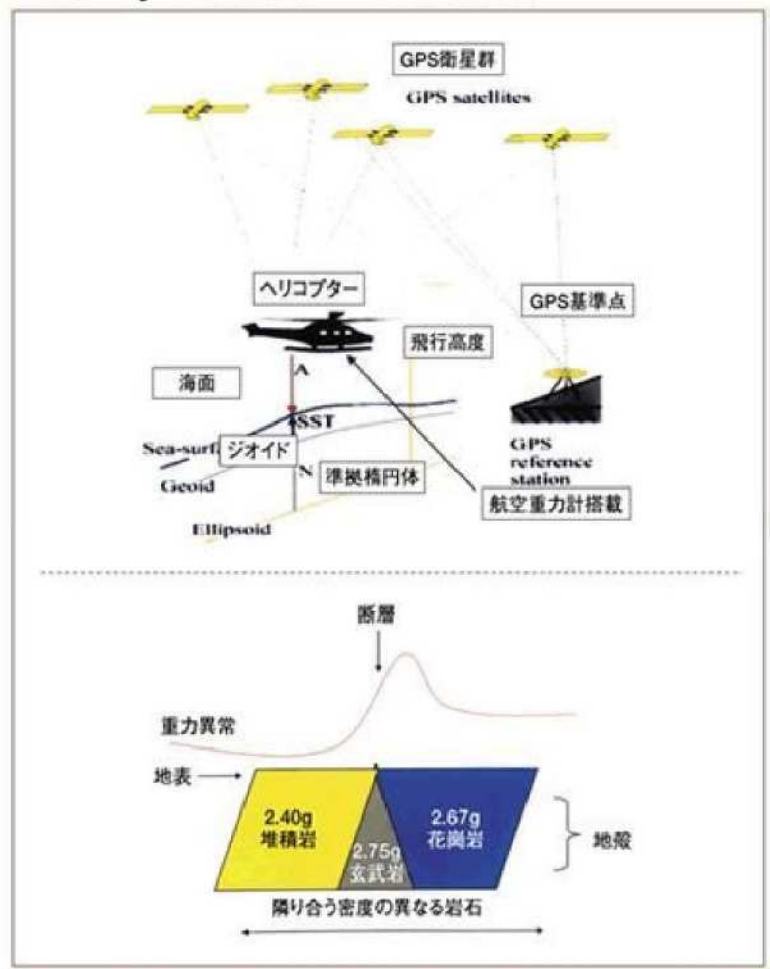 GPS衛星群
GPS satellites
ヘリコプター
GPS基準点
飛行高度
A
海面
SST
Sea-surf
ジオイド
GPS
reference
station
N
準拠楕円体
Geoid
航空重力計搭載
Ellipsoid
断層
重力異常
地表
2.40g
堆積岩
2.67g
花崗岩
2.75g
玄武岩
地殻
隣り合う密度の異なる岩石